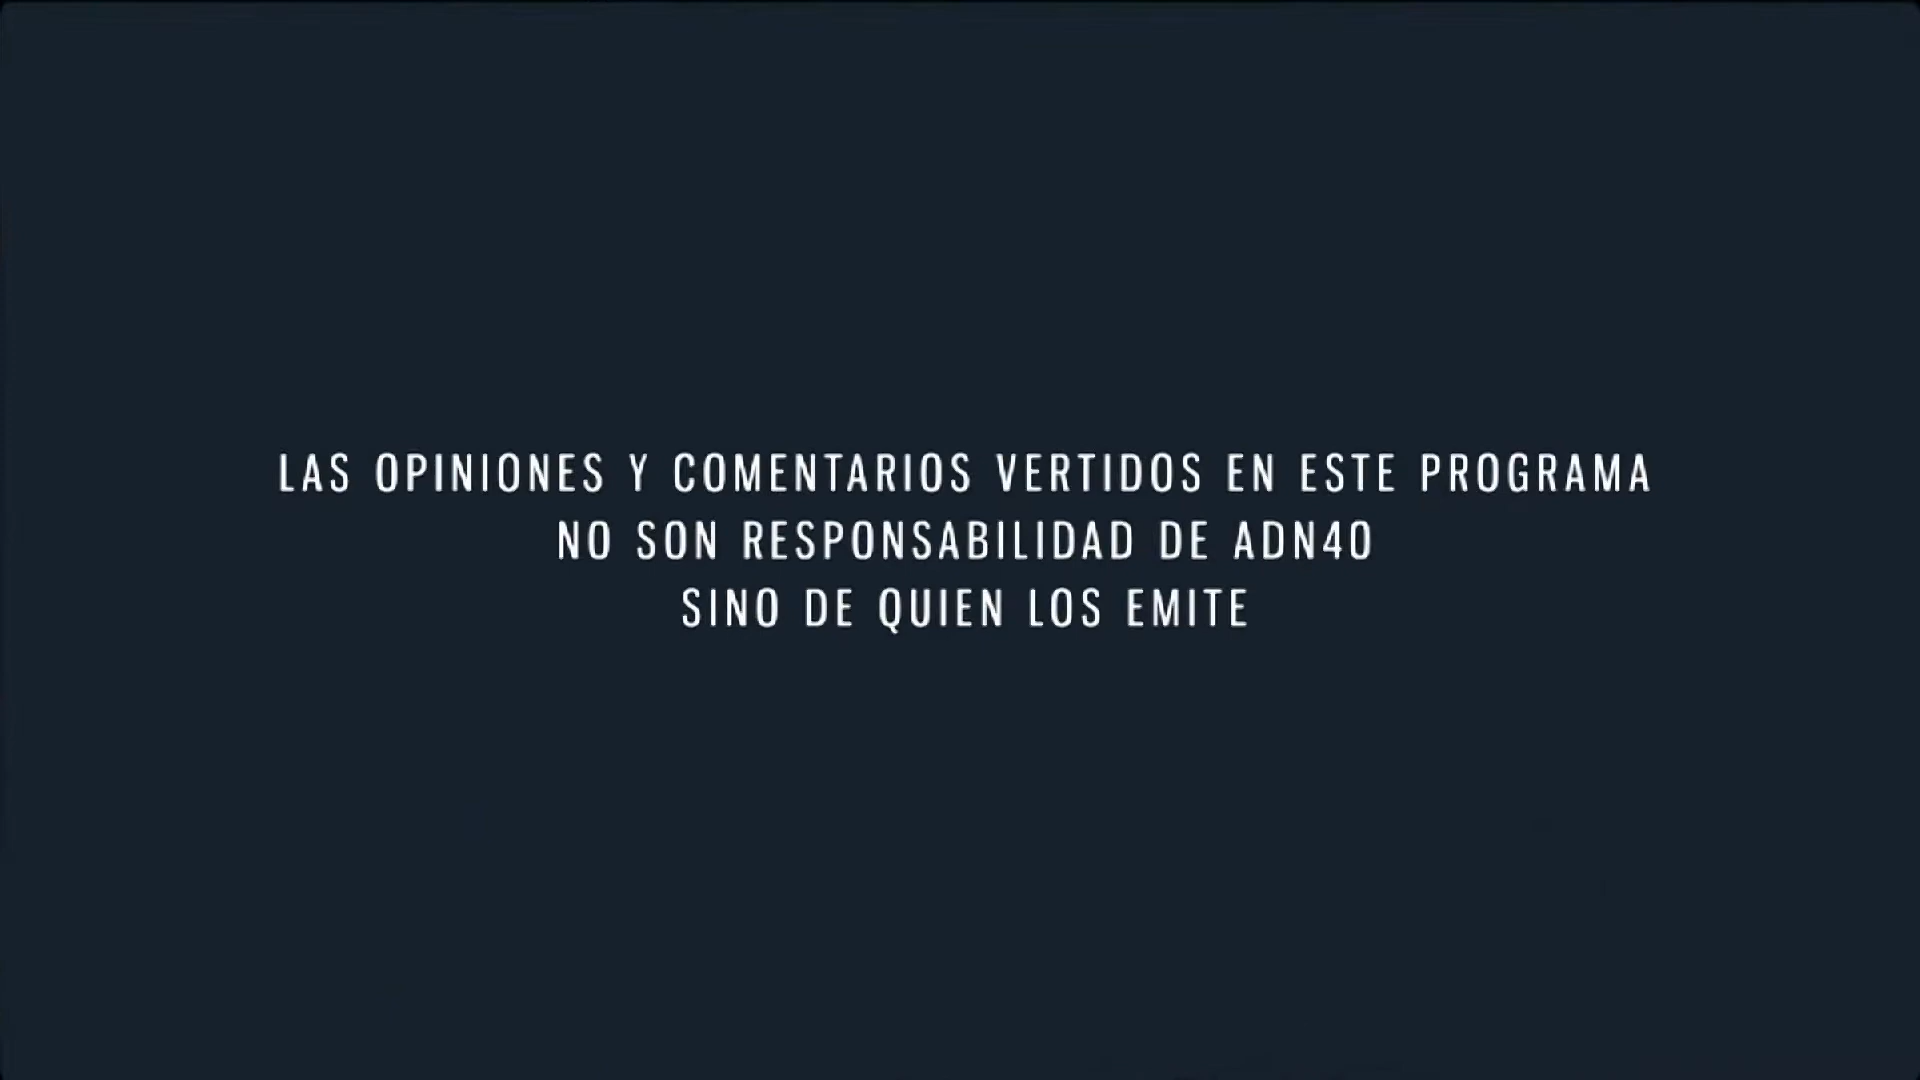 LAS OPINIONES Y COMENTARIOS VERTIDOS EN ESTE PROGRAMA
NO SON RESPONSABILIDAD DE ADN40
SINO DE QUIEN LOS EMITE